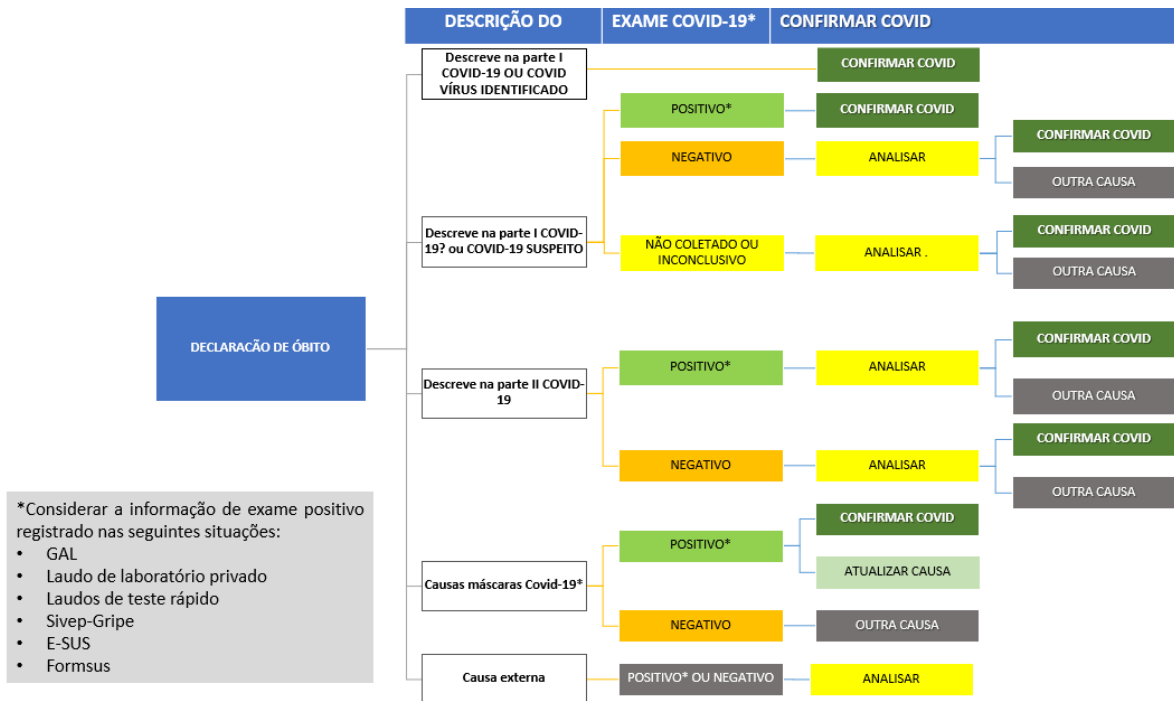 DESCRIÇÃO DO
EXAME COVID-19*
CONFIRMAR COVID
Descreve na parte I
COVID-19 OU COVID
VÍRUS IDENTIFICADO
CONFIRMAR COVID
POSITIVO*
CONFIRMAR COVID
NEGATIVO
ANALISAR
CONFIRMAR COVID
OUTRA CAUSA
Descreve na parte I COVID-
19? ou COVID-19 SUSPEITO
NÃO COLETADO OU
INCONCLUSIVO
ANALISAR .
CONFIRMAR COVID
OUTRA CAUSA
DECLARACÃO DE ÓBITO
Descreve na parte II COVID-
19
POSITIVO*
ANALISAR
CONFIRMAR COVID
OUTRA CAUSA
NEGATIVO
ANALISAR
CONFIRMAR COVID
OUTRA CAUSA
Causas máscaras Covid-19*
POSITIVO*
CONFIRMAR COVID
ATUALIZAR CAUSA
NEGATIVO
OUTRA CAUSA
Causa externa
POSITIVO* OU NEGATIVO
ANALISAR
*Considerar a informação de exame positivo
registrado nas seguintes situações:
• GAL
• Laudo de laboratório privado
• Laudos de teste rápido
• Sivep-Gripe
• E-SUS
• Formsus